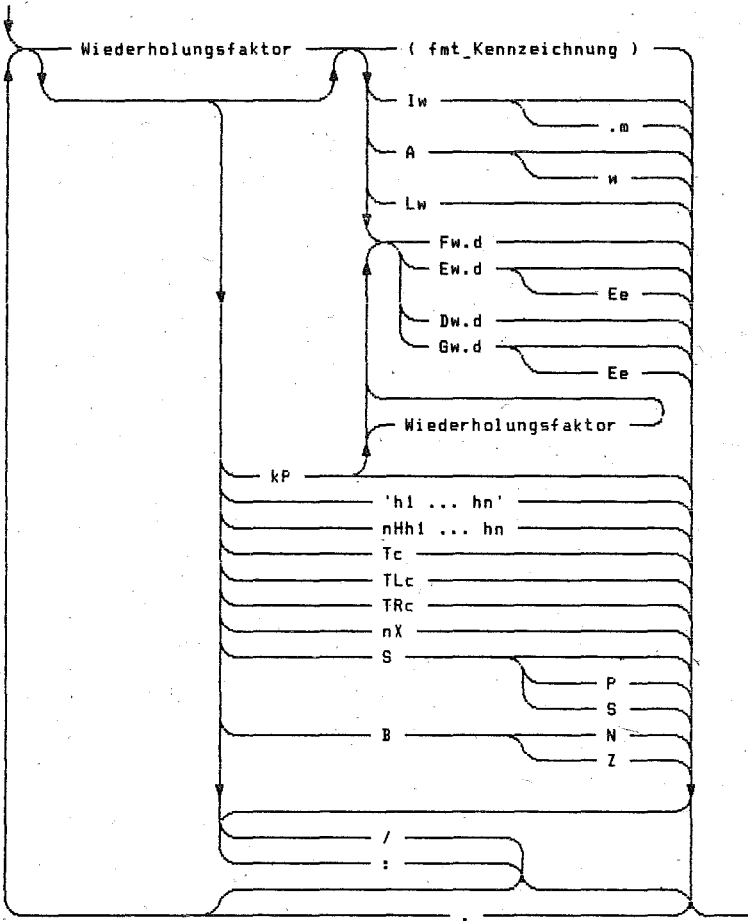 Wiederholungsfaktor ( fmt_Kennzeichnung )
Iw
.m
A
w
Lw
Fw.d
Ew.d
Ee
Dw.d
Gw.d
Ee
Wiederholungsfaktor
kP
'h1 ... hn'
nHh1 ... hn
Tc
TLc
TRc
nX
S
P
S
B N
Z
/
:
,